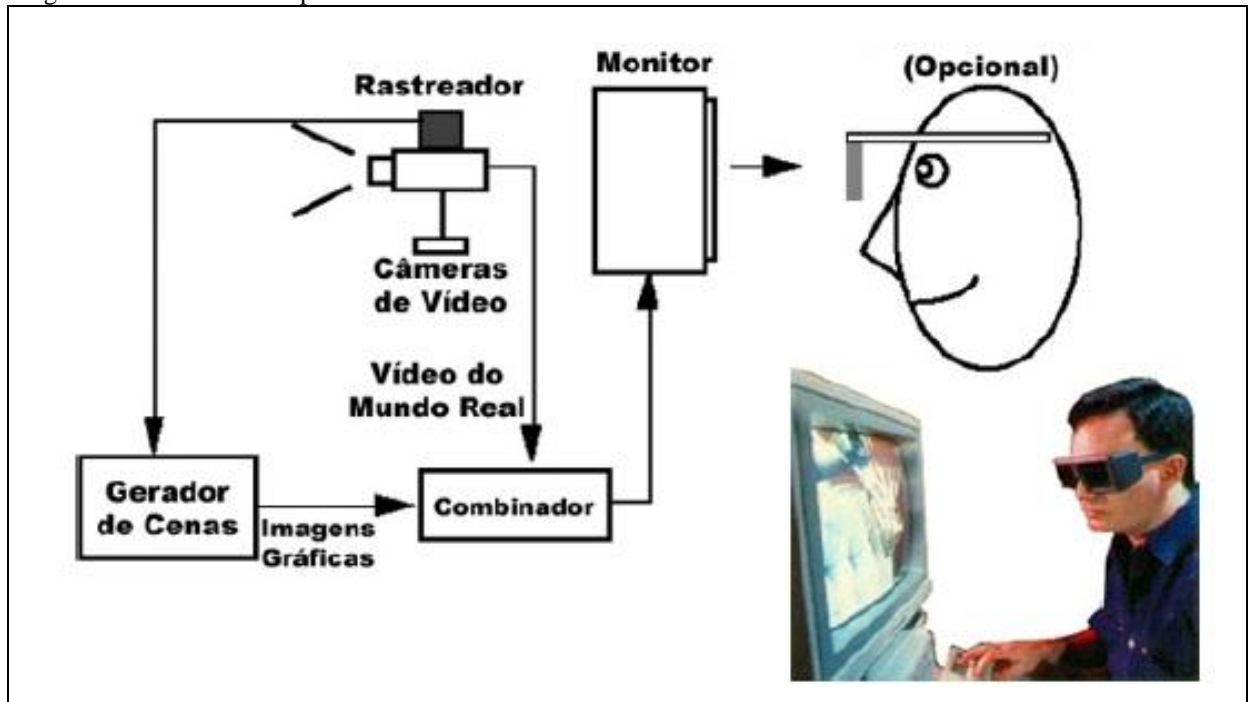 Monitor
(Opcional)
Rastreador
Câmeras
de Vídeo
Vídeo do
Mundo Real
Gerador
de Cenas
Imagens
Gráficas
Combinador